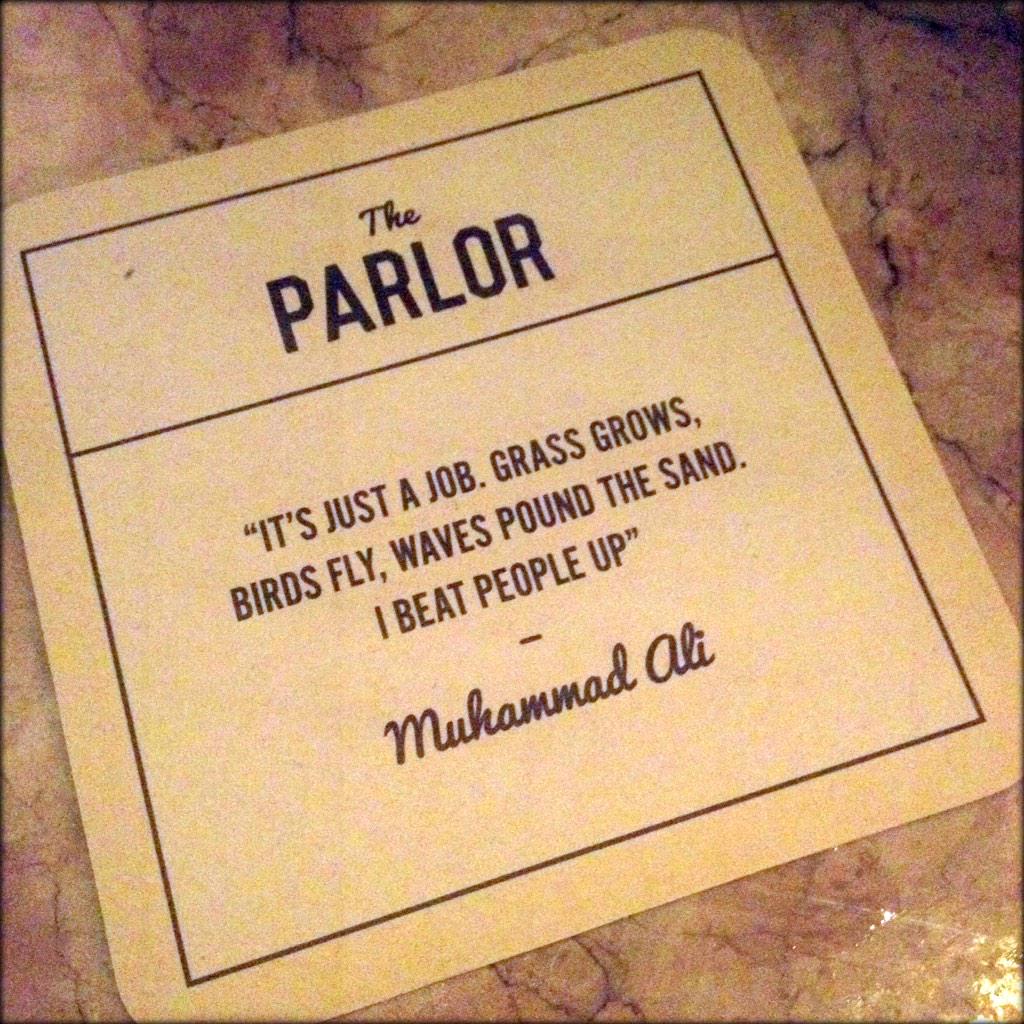 The
PARLOR
“IT’S JUST A JOB. GRASS GROWS,
BIRDS FLY, WAVES POUND THE SAND.
I BEAT PEOPLE UP”
–
Muhammad Ali